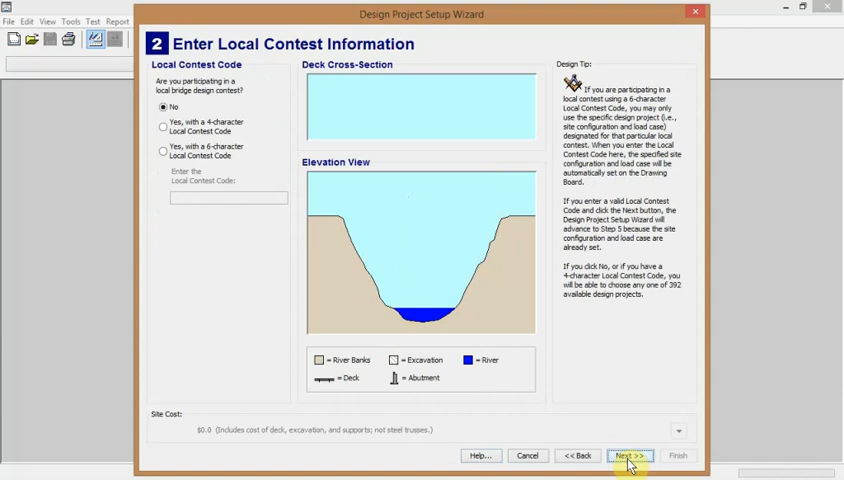 Design Project Setup Wizard
File Edit View Tools Test Report
2 Enter Local Contest Information
Local Contest Code
Are you participating in a
local bridge design contest?
No
Yes, with a 4-character
Local Contest Code
Yes, with a 6-character
Local Contest Code
Enter the
Local Contest Code:
Deck Cross-Section
Elevation View
= River Banks
= Excavation
= River
= Deck
= Abutment
Design Tip:
If you are participating in a
local contest using a 6-character
Local Contest Code, you may only
use the specific design project (i.e.,
site configuration and load case)
designated for that particular local
contest. When you enter the Local
Contest Code here, the specified site
configuration and load case will be
automatically set on the Drawing
Board.
If you enter a valid Local Contest
Code and click the Next button, the
Design Project Setup Wizard will
advance to Step 5 because the site
configuration and load case are
already set.
If you click No, or if you have a
4-character Local Contest Code, you
will be able to choose any one of 392
available design projects.
Site Cost:
$0.0 (Includes cost of deck, excavation, and supports; not steel trusses.)
Help... Cancel << Back Next >> Finish